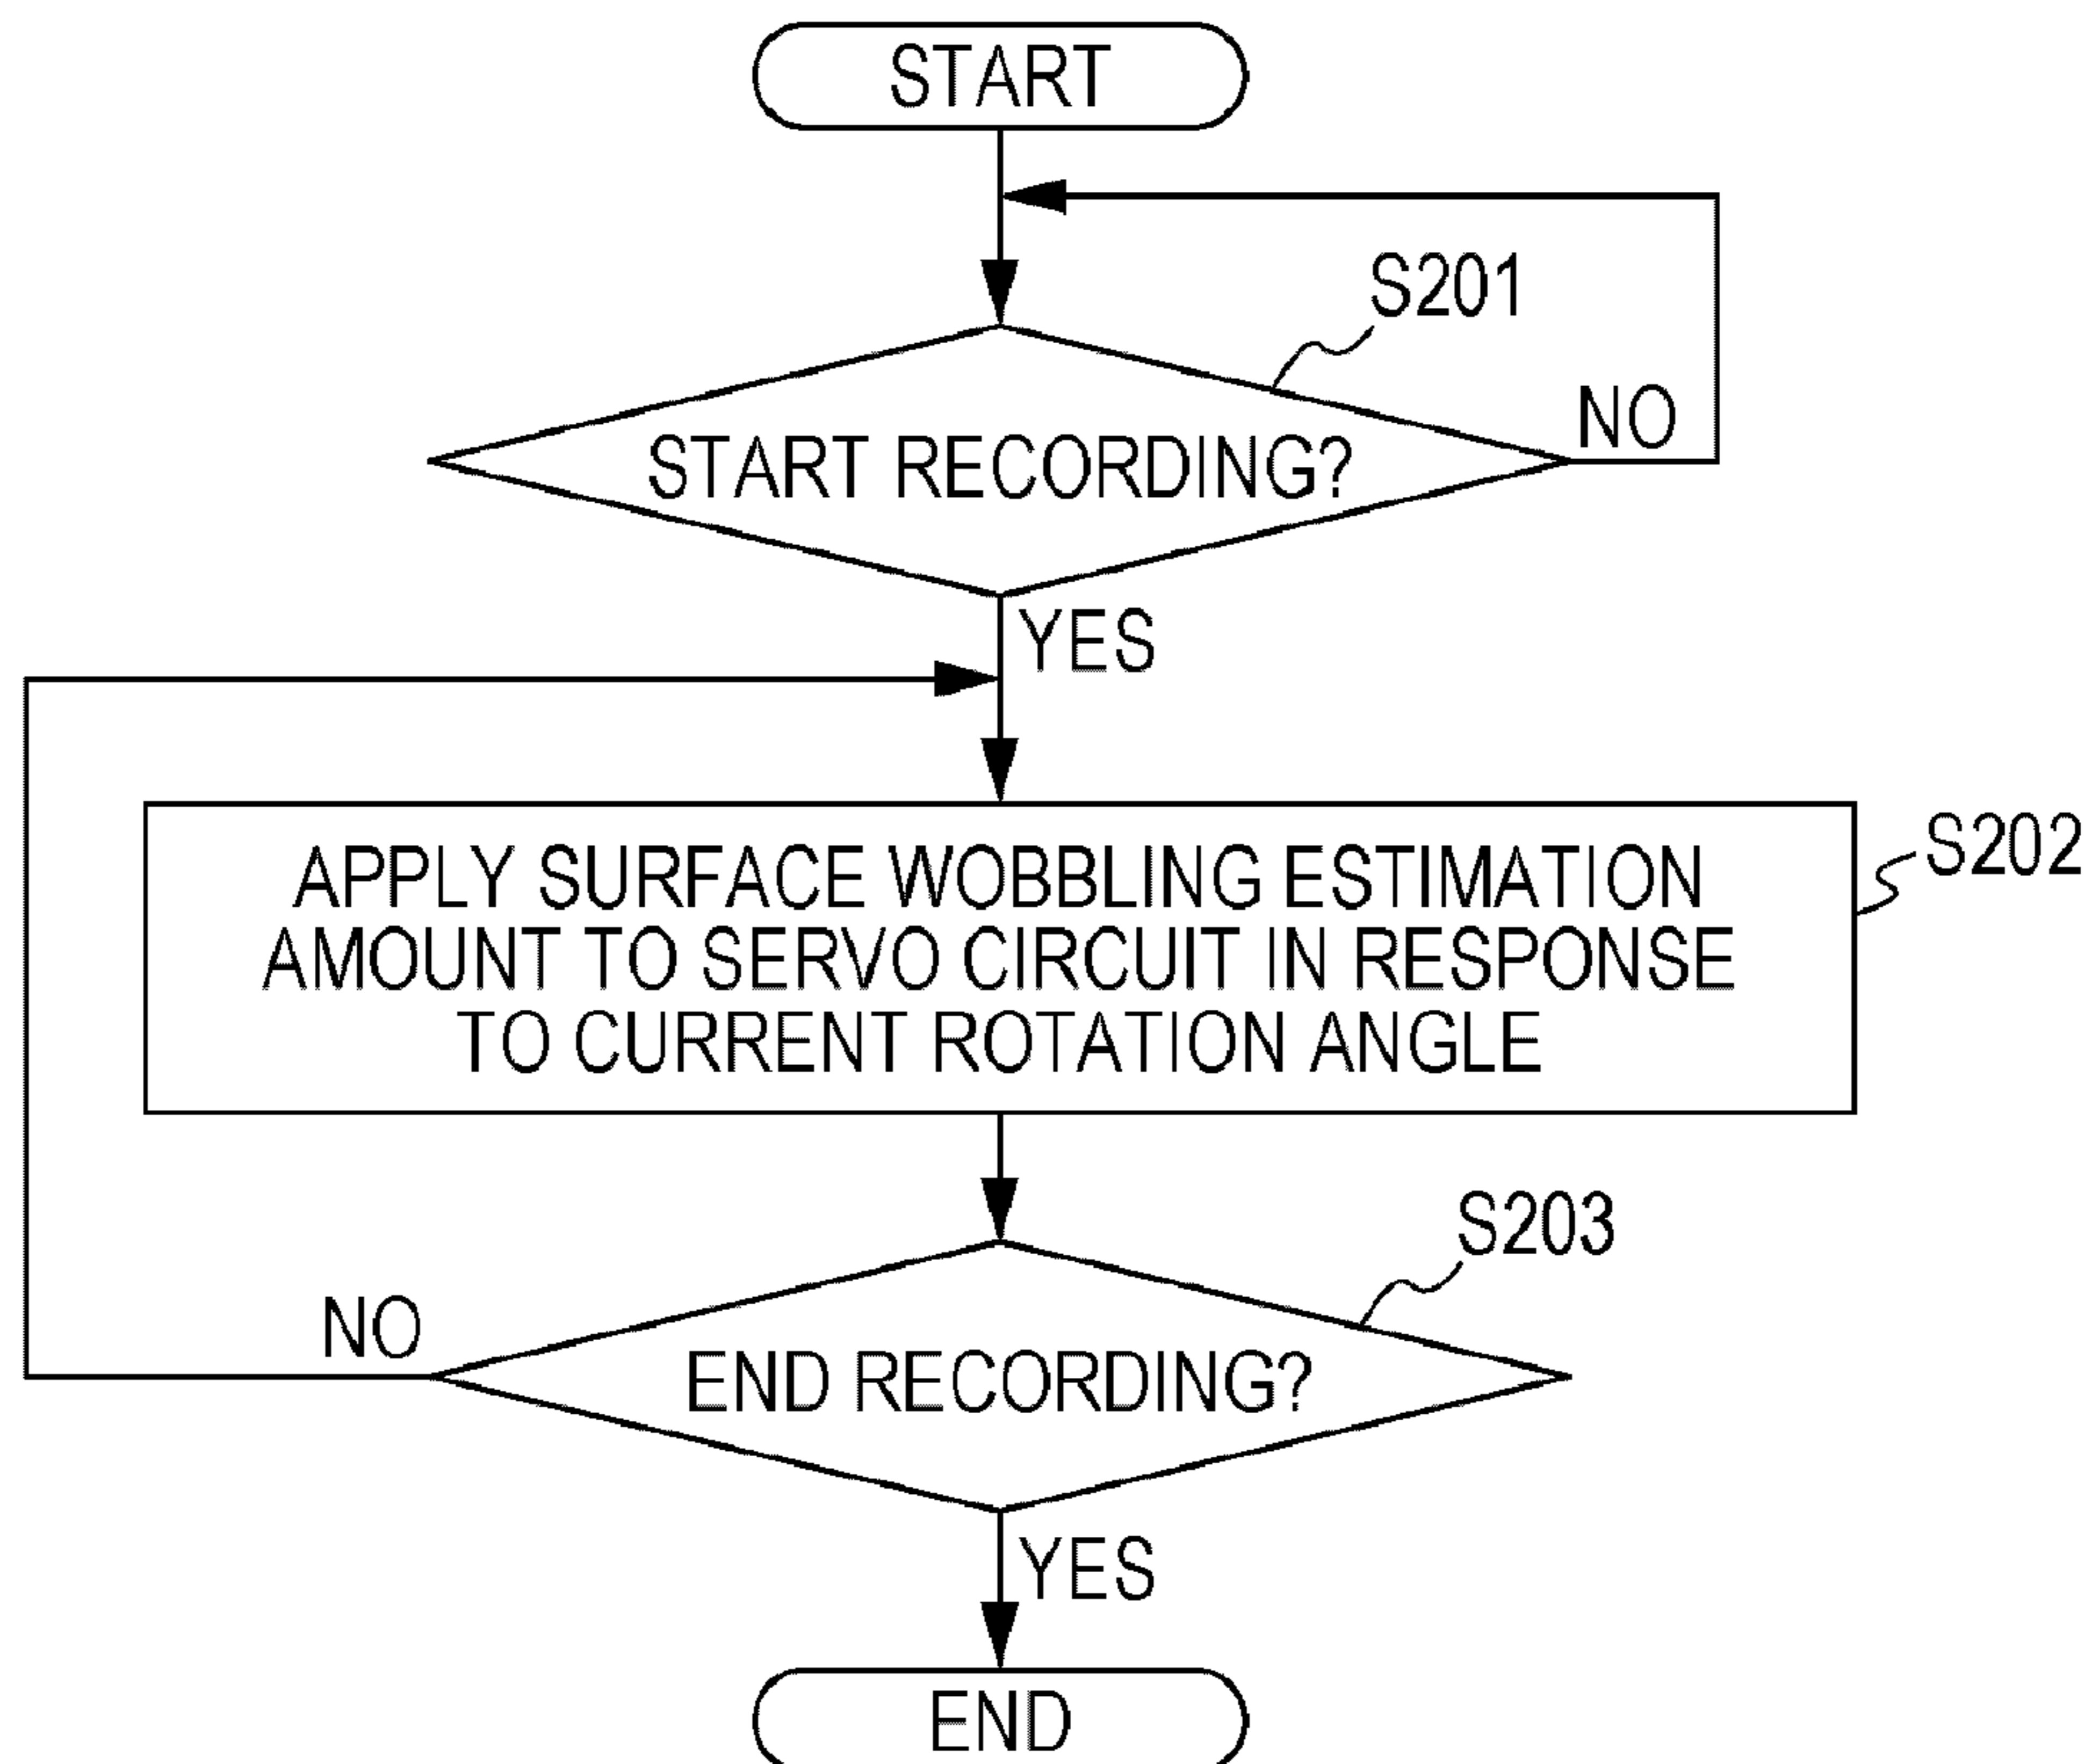 START
S201
NO
START RECORDING?
YES
S202
APPLY SURFACE WOBBLING ESTIMATION
AMOUNT TO SERVO CIRCUIT IN RESPONSE
TO CURRENT ROTATION ANGLE
S203
NO
END RECORDING?
YES
END